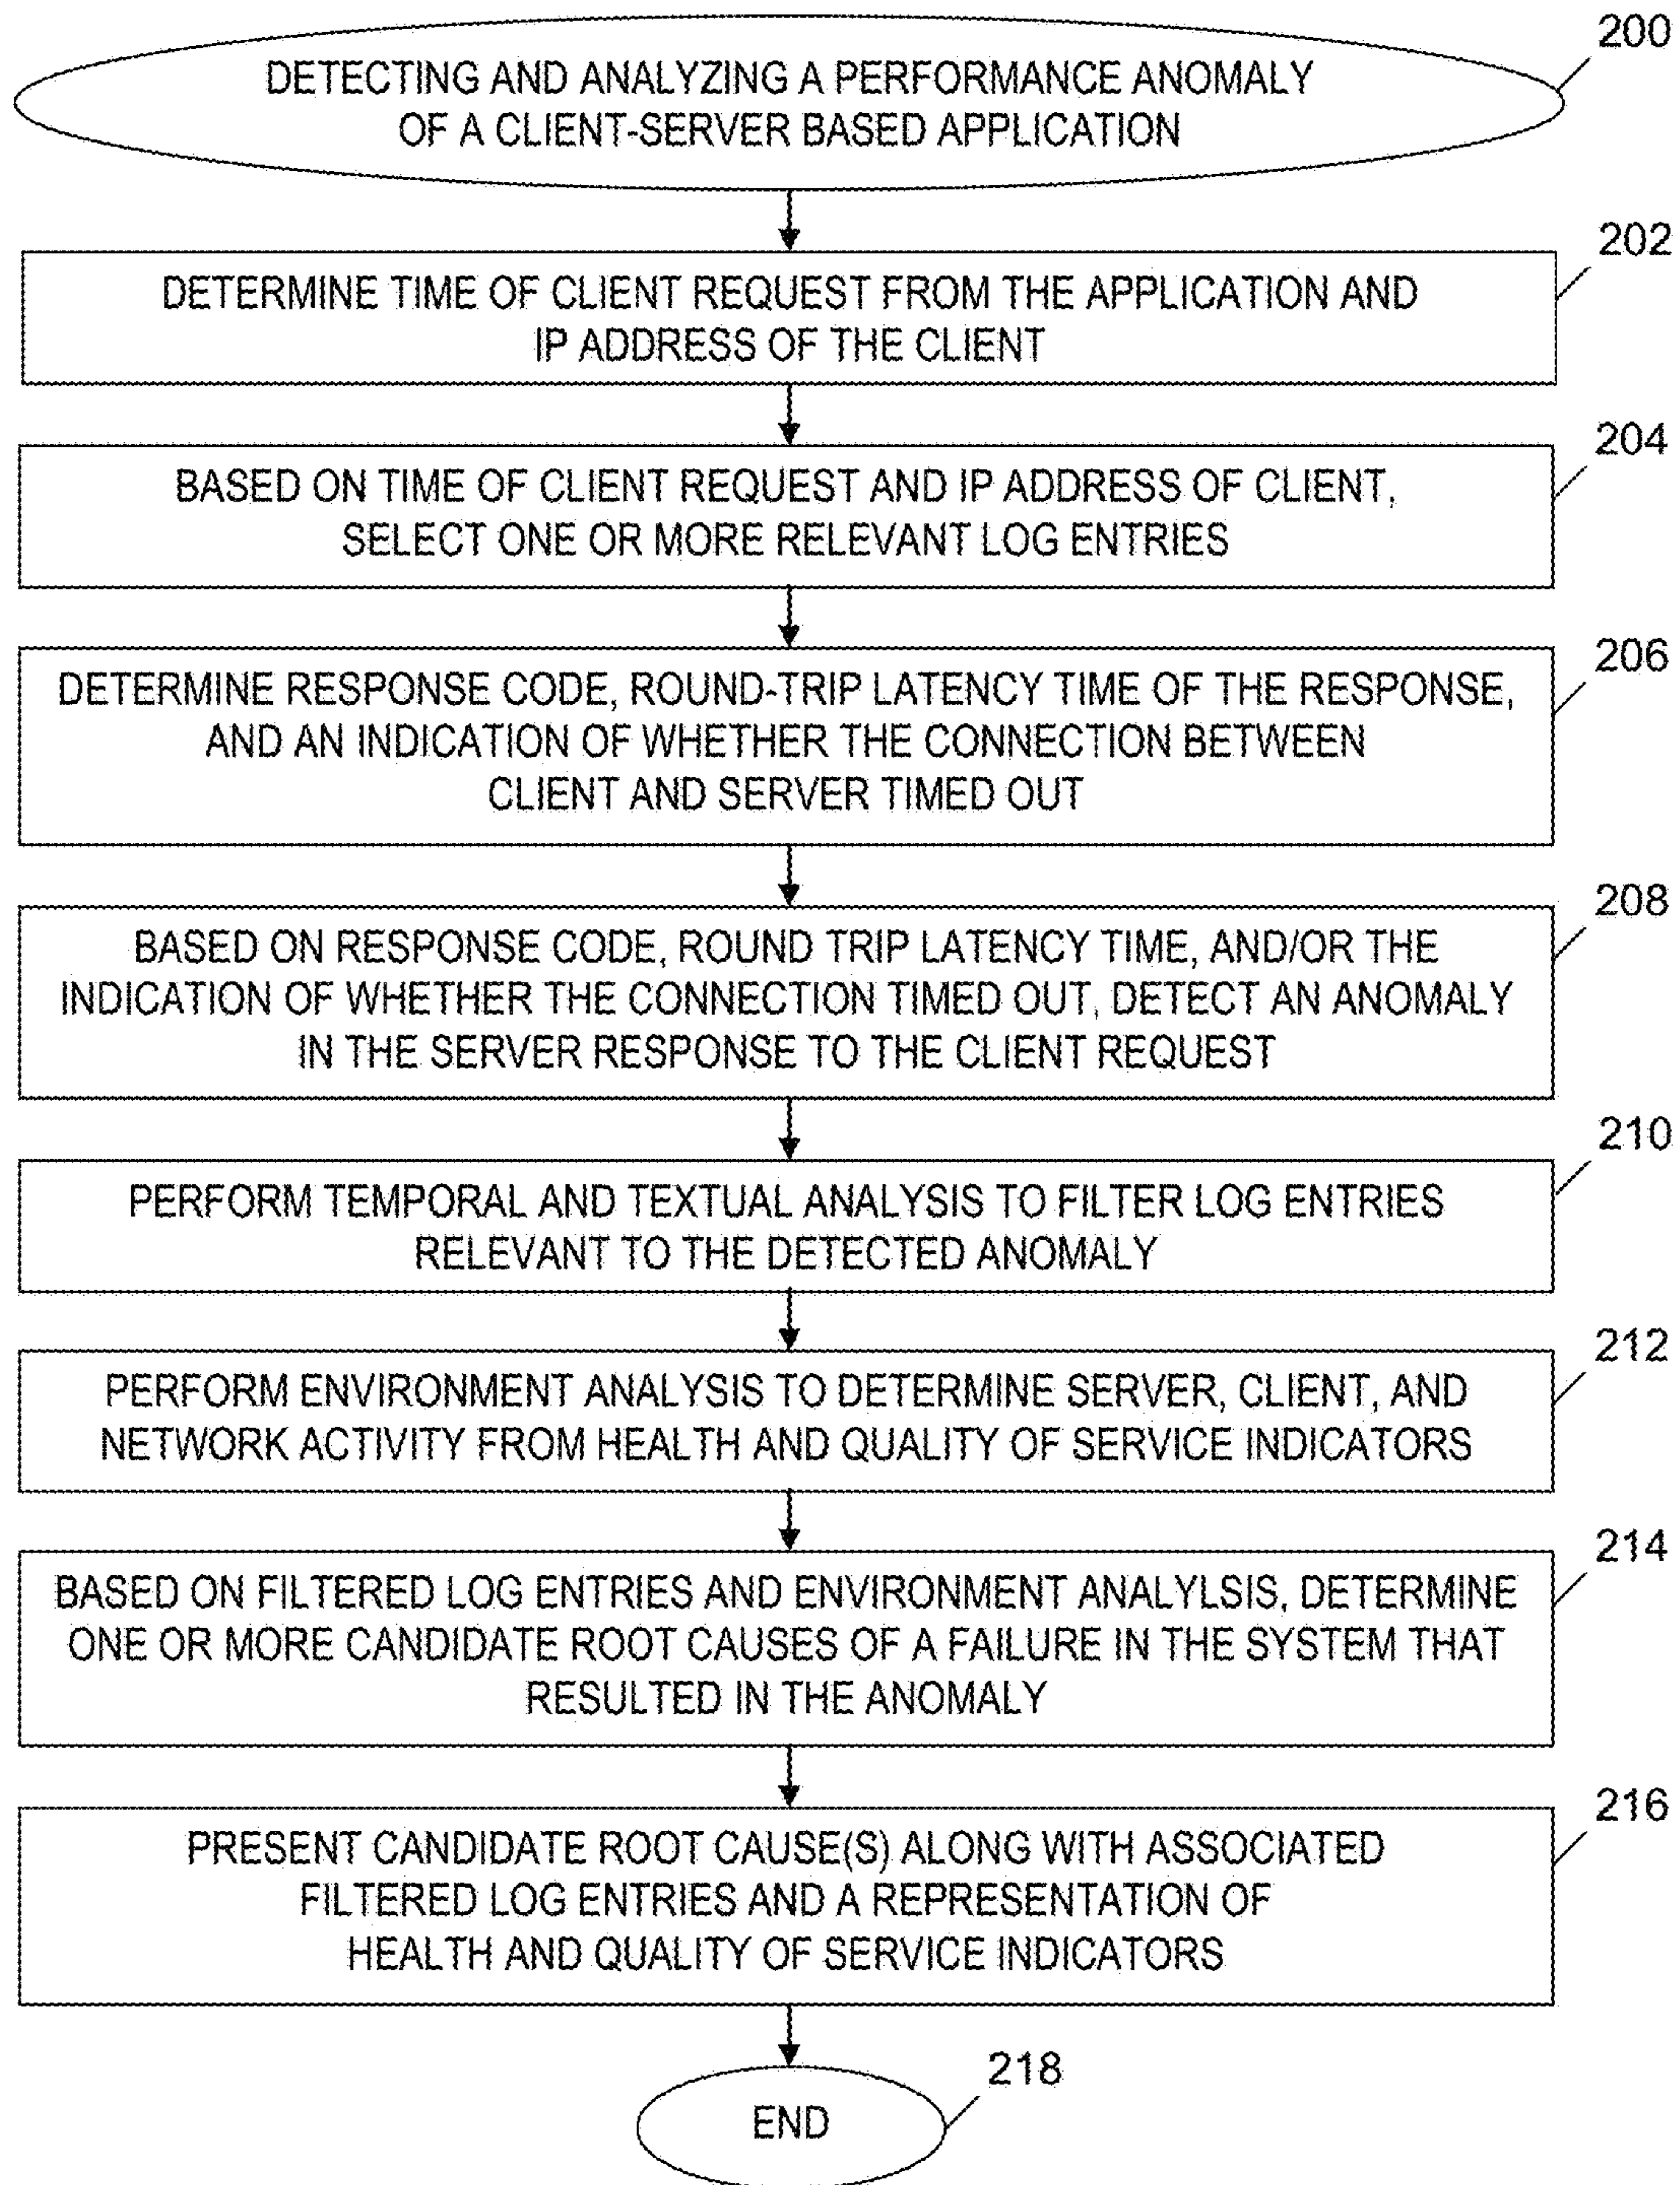 200
DETECTING AND ANALYZING A PERFORMANCE ANOMALY
OF A CLIENT-SERVER BASED APPLICATION
202
DETERMINE TIME OF CLIENT REQUEST FROM THE APPLICATION AND
IP ADDRESS OF THE CLIENT
204
BASED ON TIME OF CLIENT REQUEST AND IP ADDRESS OF CLIENT,
SELECT ONE OR MORE RELEVANT LOG ENTRIES
206
DETERMINE RESPONSE CODE, ROUND-TRIP LATENCY TIME OF THE RESPONSE,
AND AN INDICATION OF WHETHER THE CONNECTION BETWEEN
CLIENT AND SERVER TIMED OUT
208
BASED ON RESPONSE CODE, ROUND TRIP LATENCY TIME, AND/OR THE
INDICATION OF WHETHER THE CONNECTION TIMED OUT, DETECT AN ANOMALY
IN THE SERVER RESPONSE TO THE CLIENT REQUEST
210
PERFORM TEMPORAL AND TEXTUAL ANALYSIS TO FILTER LOG ENTRIES
RELEVANT TO THE DETECTED ANOMALY
212
PERFORM ENVIRONMENT ANALYSIS TO DETERMINE SERVER, CLIENT, AND
NETWORK ACTIVITY FROM HEALTH AND QUALITY OF SERVICE INDICATORS
214
BASED ON FILTERED LOG ENTRIES AND ENVIRONMENT ANALYLSIS, DETERMINE
ONE OR MORE CANDIDATE ROOT CAUSES OF A FAILURE IN THE SYSTEM THAT
RESULTED IN THE ANOMALY
216
PRESENT CANDIDATE ROOT CAUSE(S) ALONG WITH ASSOCIATED
FILTERED LOG ENTRIES AND A REPRESENTATION OF
HEALTH AND QUALITY OF SERVICE INDICATORS
218
END